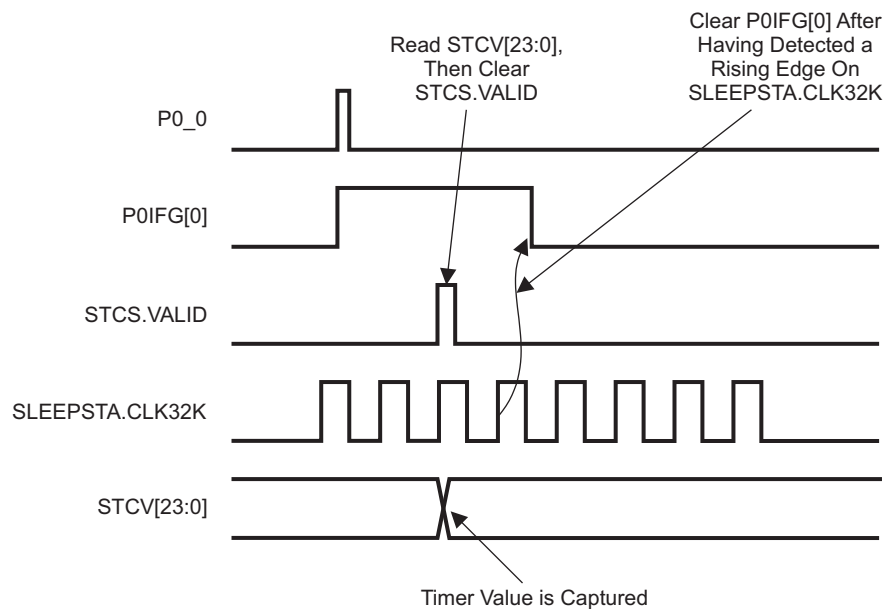 Read STCV[23:0],
Then Clear
STCS.VALID
Clear P0IFG[0] After
Having Detected a
Rising Edge On
SLEEPSTA.CLK32K
P0_0
P0IFG[0]
STCS.VALID
SLEEPSTA.CLK32K
STCV[23:0]
Timer Value is Captured